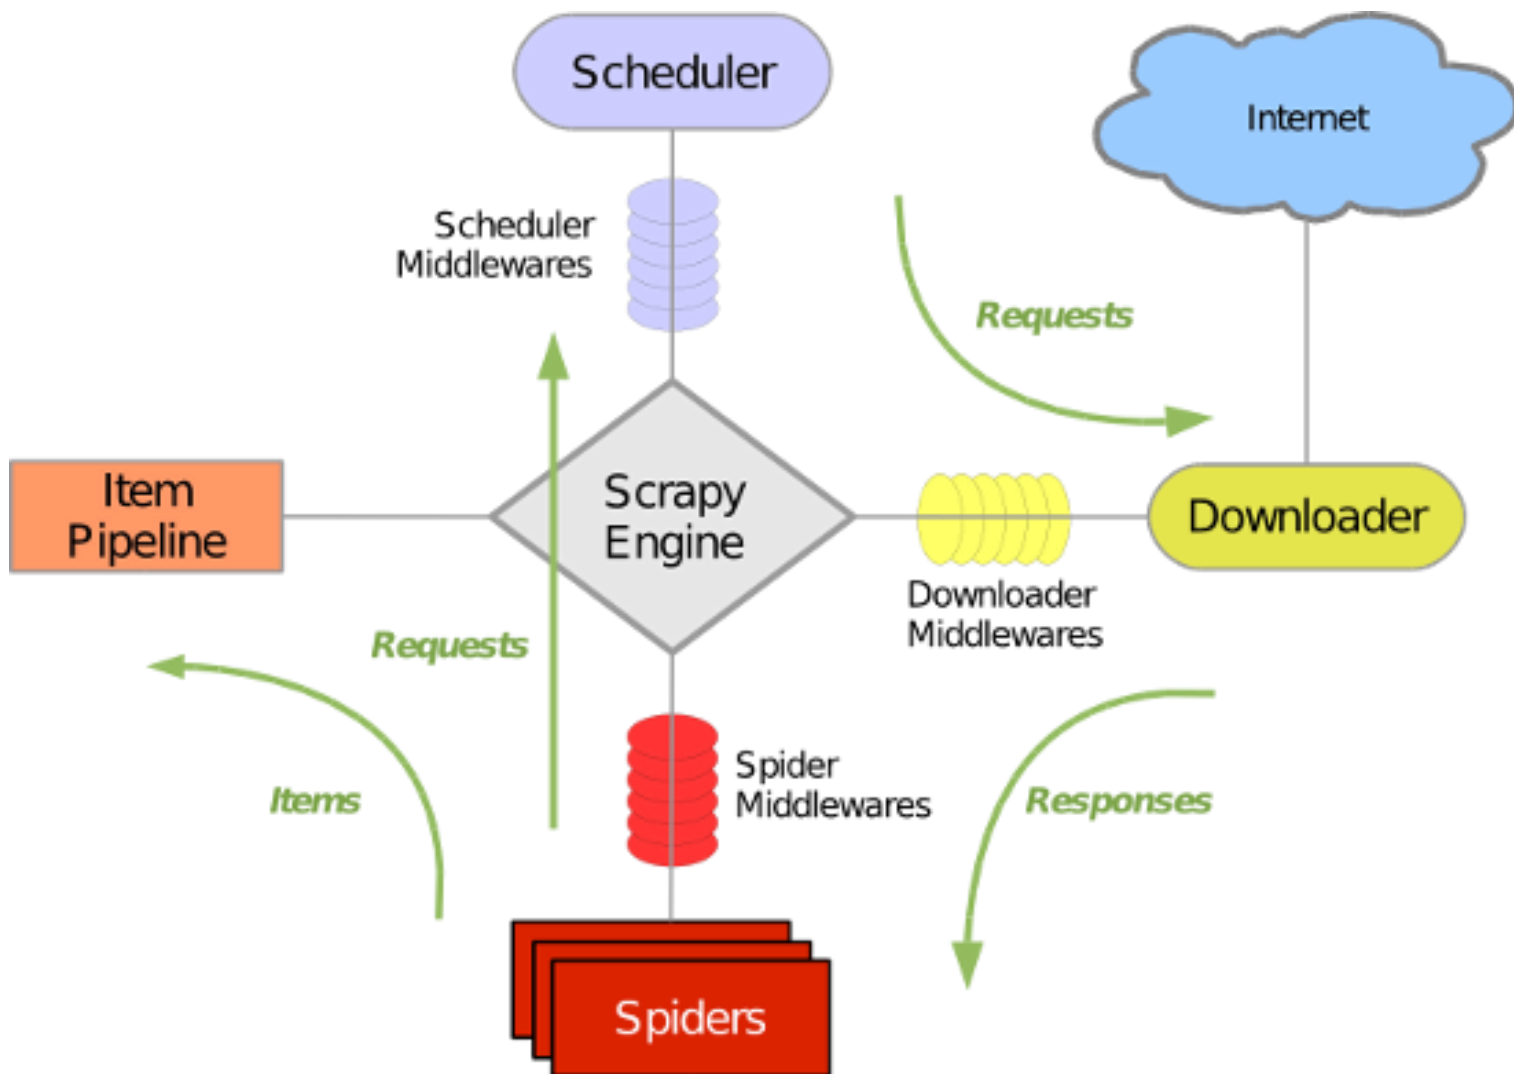 Scheduler
Internet
Scheduler
Middlewares
Requests
Item
Pipeline
Scrapy
Engine
Downloader
Downloader
Middlewares
Requests
Items
Spider
Middlewares
Responses
Spiders